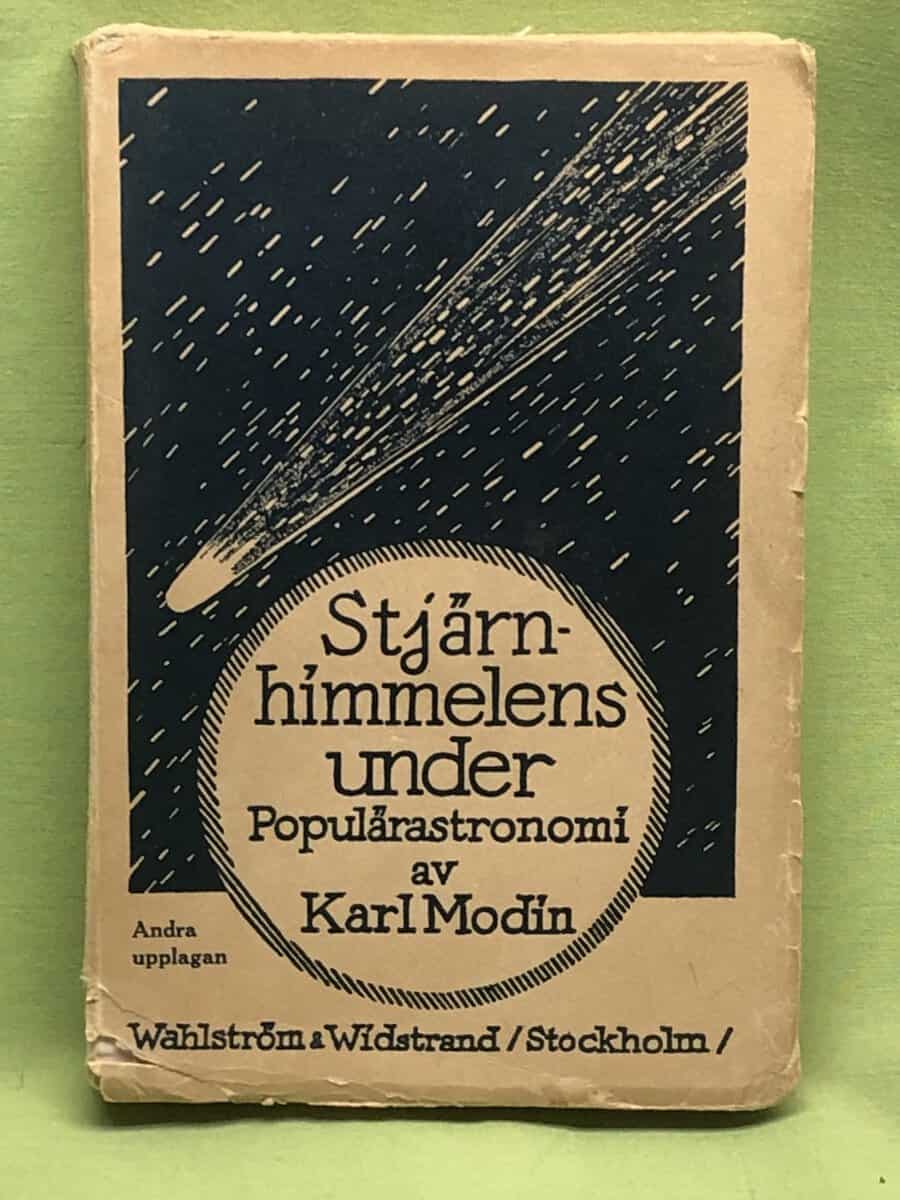 Stjärn-
himmelens
under
Populärastronomi
av
Karl Modin
Andra
upplagan
Wahlström & Widstrand / Stockholm /